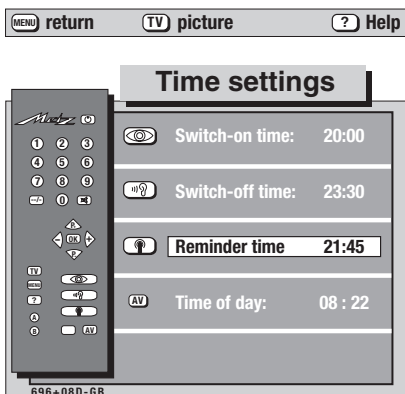 MENU return TV picture ? Help
Time settings
Metz
1 2 3
4 5 6
7 8 9
--/- 0
P+
- OK +
P-
TV
MENU
?
A
B AV
Switch-on time: 20:00
Switch-off time: 23:30
Reminder time 21:45
AV Time of day: 08 : 22
696+08D-GB